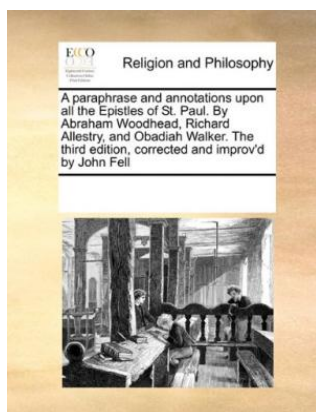 ECCO
Religion and Philosophy
A paraphrase and annotations upon
all the Epistles of St. Paul. By
Abraham Woodhead, Richard
Allestry, and Obadiah Walker. The
third edition, corrected and improv'd
by John Fell